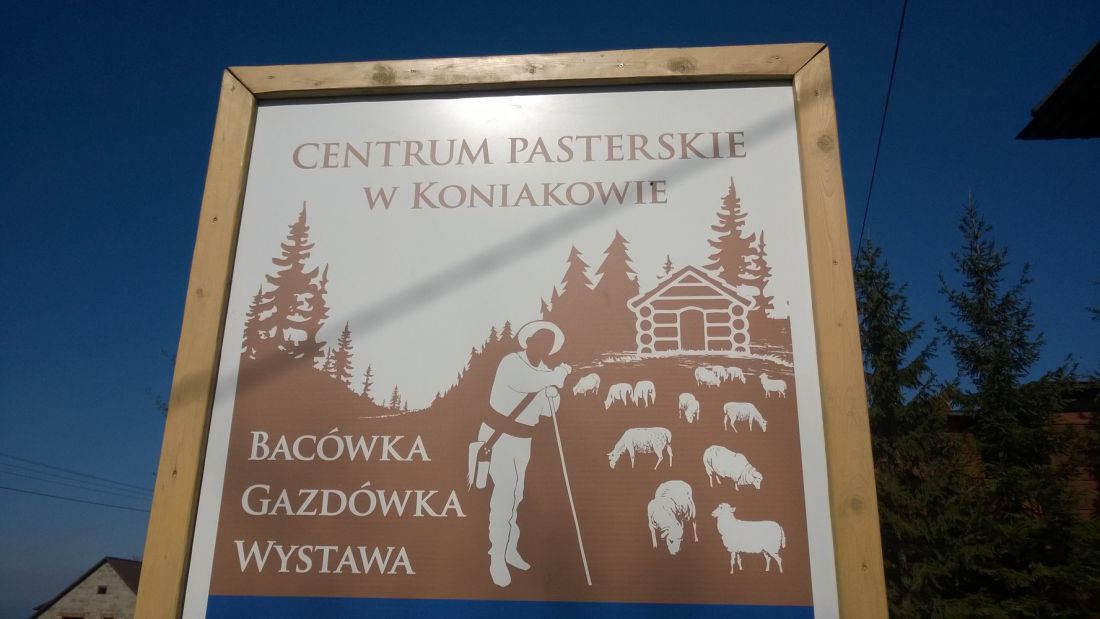 CENTRUM PASTERSKIE
W KONIAKOWIE
BACÓWKA
GAZDÓWKA
WYSTAWA